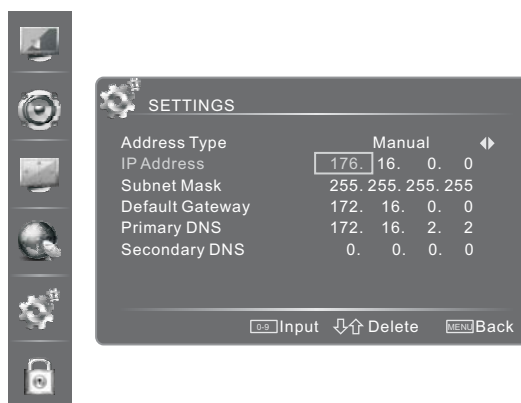 SETTINGS
Address Type Manual
IP Address 176. 16. 0. 0
Subnet Mask 255. 255. 255. 255
Default Gateway 172. 16. 0. 0
Primary DNS 172. 16. 2. 2
Secondary DNS 0. 0. 0. 0
0-9 Input Delete MENU Back